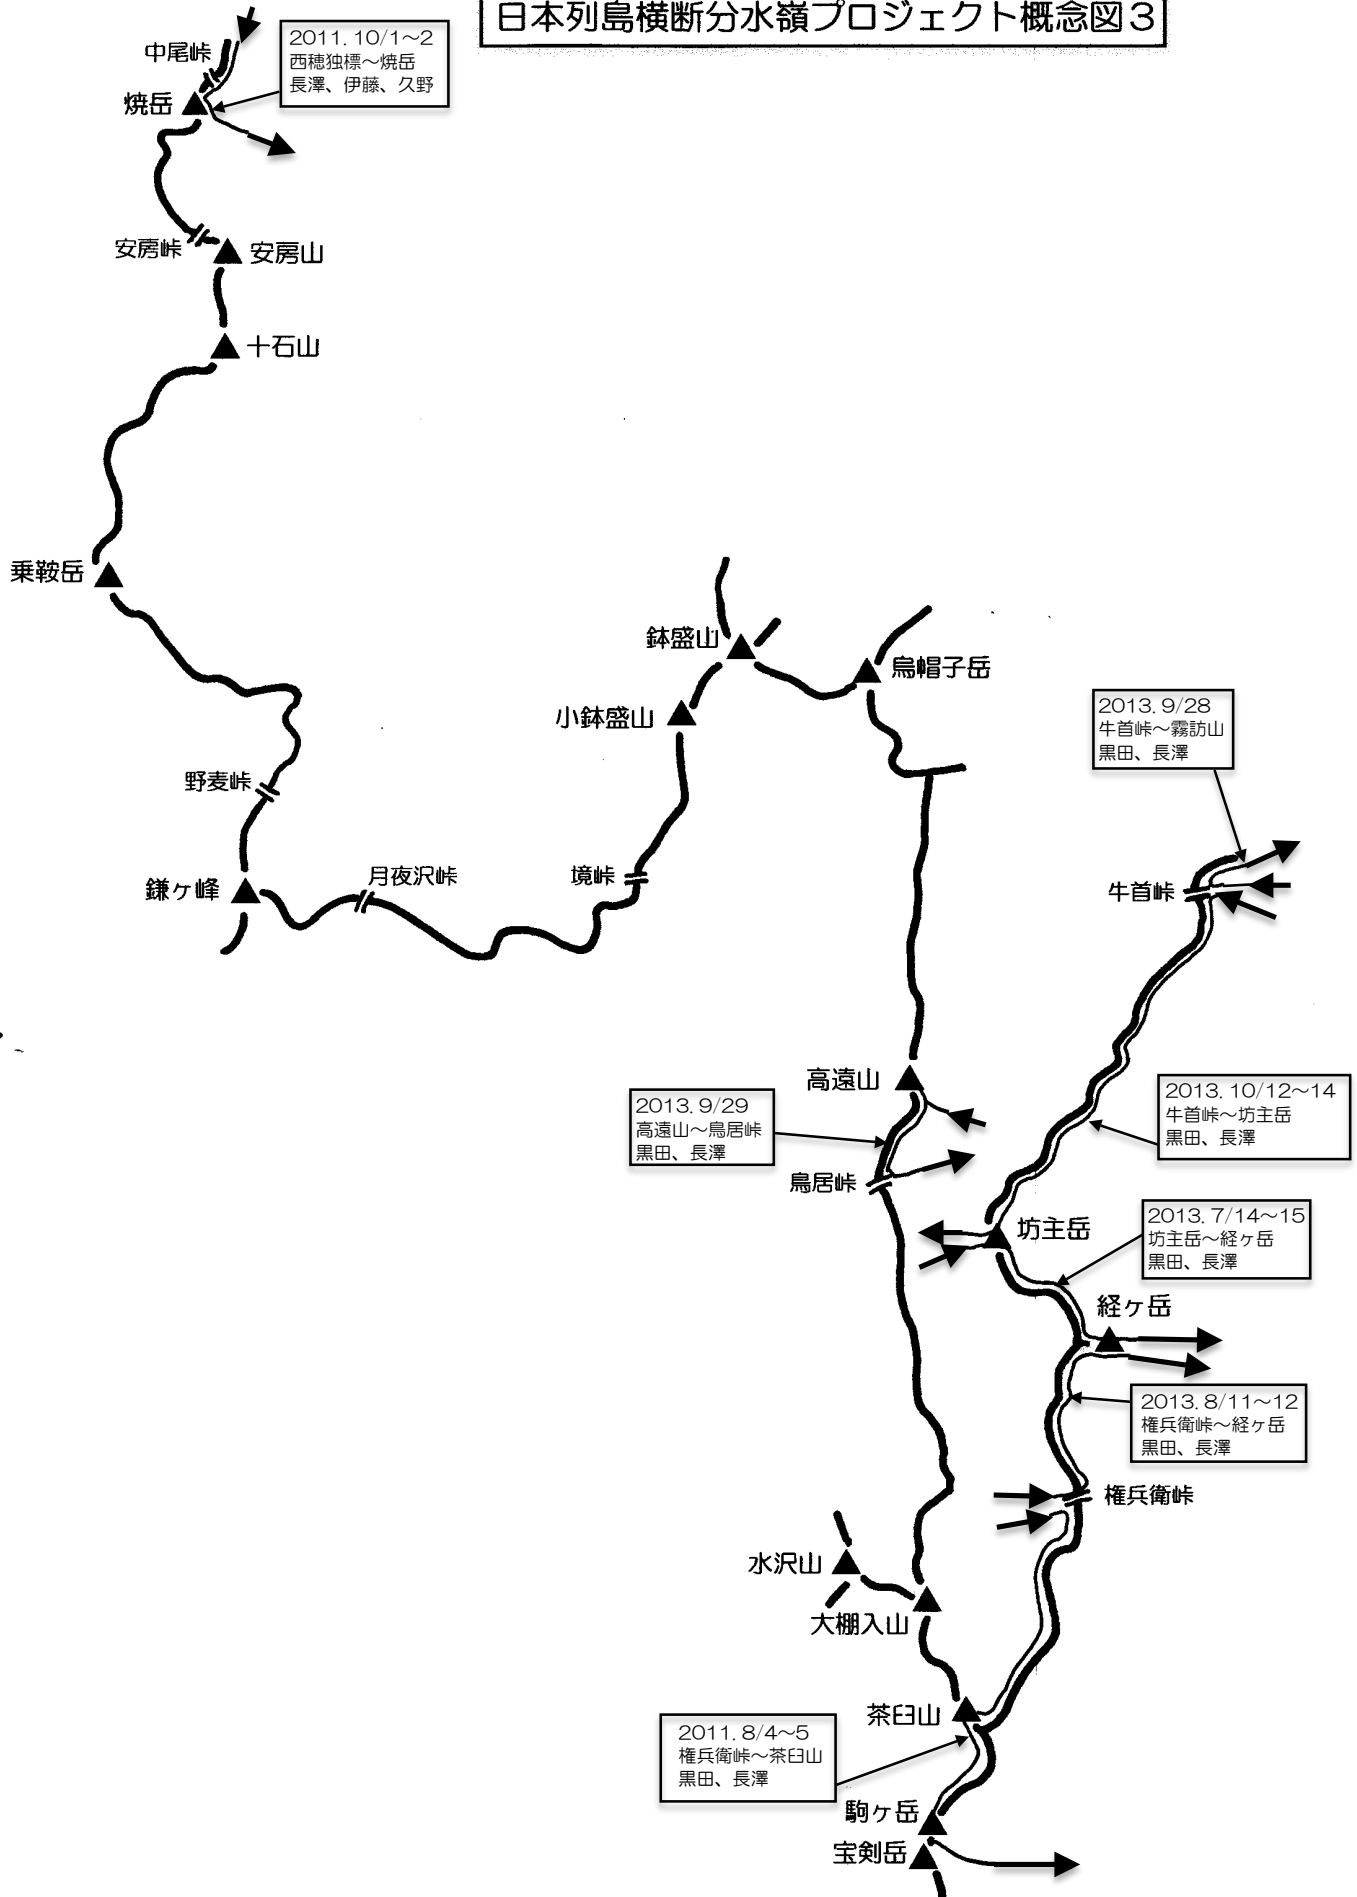 日本列島横断分水嶺プロジェクト概念図3
中尾峠
2011.10/1～2
西穂独標～焼岳
長澤、伊藤、久野
焼岳
安房峠
安房山
十石山
乗鞍岳
鉢盛山
烏帽子岳
小鉢盛山
2013.9/28
牛首峠～霧訪山
黒田、長澤
野麦峠
鎌ヶ峰
月夜沢峠
境峠
牛首峠
高遠山
2013.9/29
高遠山～鳥居峠
黒田、長澤
2013.10/12～14
牛首峠～坊主岳
黒田、長澤
鳥居峠
坊主岳
2013.7/14～15
坊主岳～経ヶ岳
黒田、長澤
経ヶ岳
2013.8/11～12
権兵衛峠～経ヶ岳
黒田、長澤
権兵衛峠
水沢山
大棚入山
茶臼山
2011.8/4～5
権兵衛峠～茶臼山
黒田、長澤
駒ヶ岳
宝剣岳